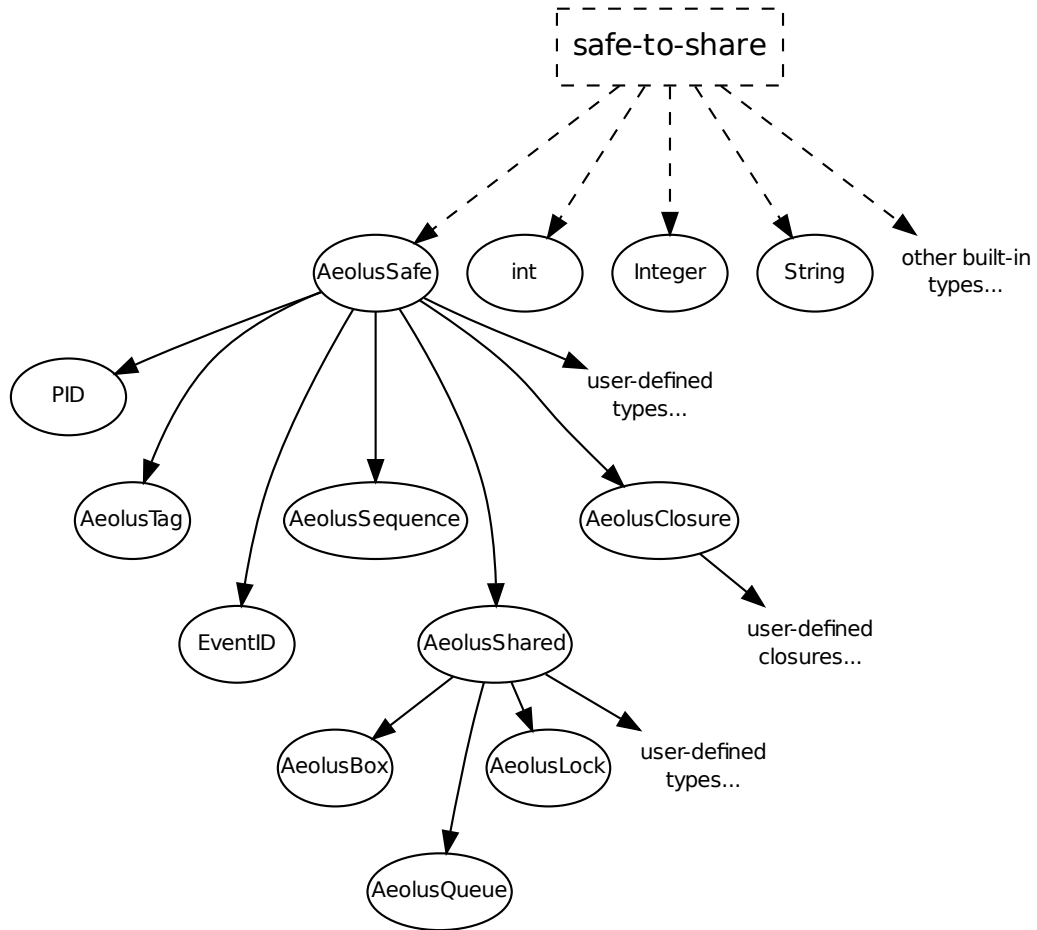 safe-to-share
AeolusSafe
int
Integer
String
other built-in
types...
PID
user-defined
types...
AeolusTag
AeolusSequence
AeolusClosure
EventID
AeolusShared
user-defined
closures...
AeolusBox
AeolusLock
user-defined
types...
AeolusQueue